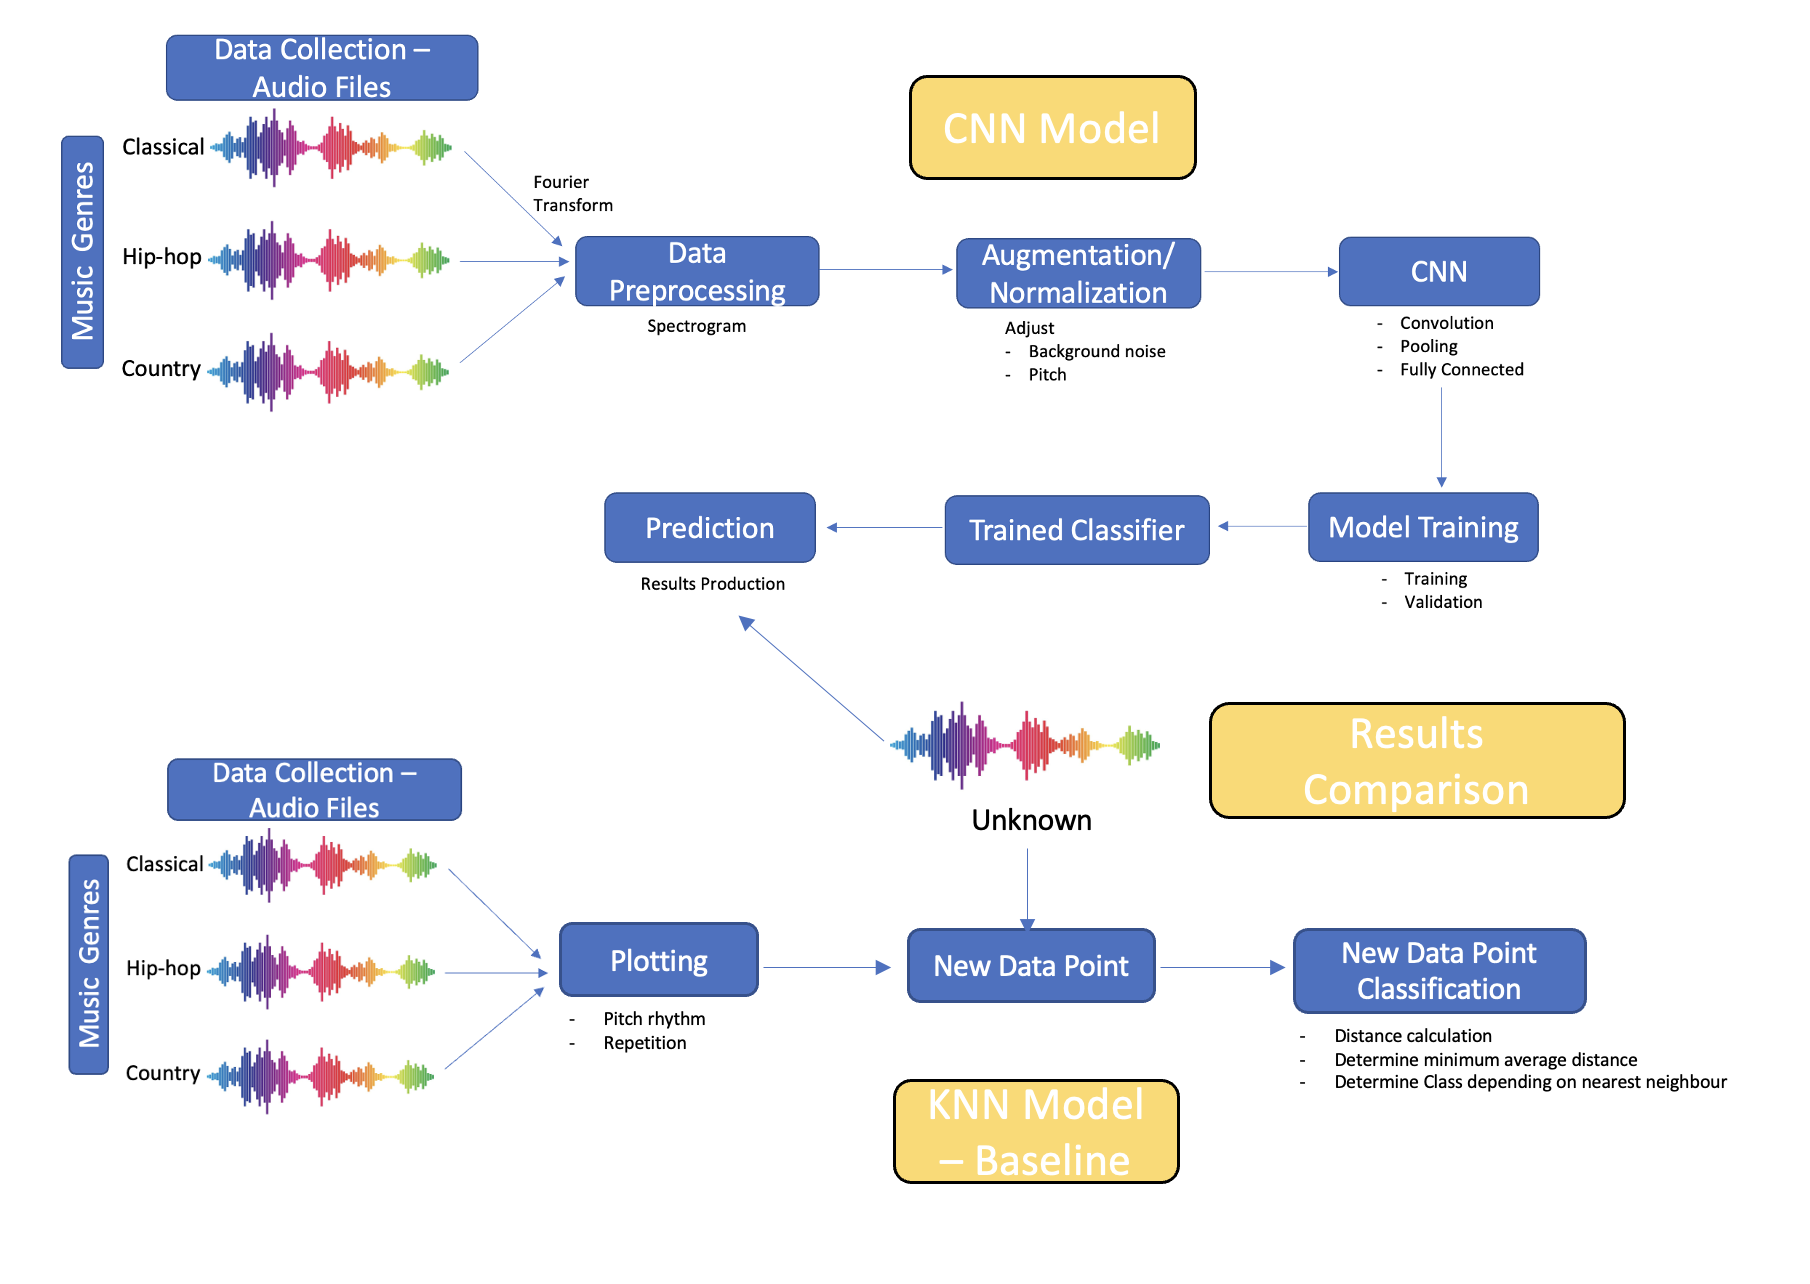 Data Collection –
Audio Files
CNN Model
Music Genres
Classical
Hip-hop
Country
Fourier
Transform
Data
Preprocessing
Spectrogram
Augmentation/
Normalization
Adjust
- Background noise
- Pitch
CNN
- Convolution
- Pooling
- Fully Connected
Model Training
- Training
- Validation
Trained Classifier
Prediction
Results Production
Unknown
Results
Comparison
Data Collection –
Audio Files
Music Genres
Classical
Hip-hop
Country
Plotting
- Pitch rhythm
- Repetition
New Data Point
New Data Point
Classification
- Distance calculation
- Determine minimum average distance
- Determine Class depending on nearest neighbour
KNN Model
– Baseline